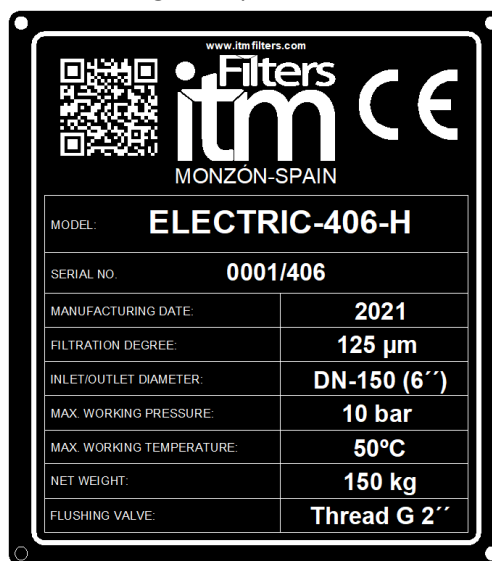 www.itmfilters.com
Filters
itm
CE
MONZÓN-SPAIN
MODEL: ELECTRIC-406-H
SERIAL NO. 0001/406
MANUFACTURING DATE: 2021
FILTRATION DEGREE: 125 µm
INLET/OUTLET DIAMETER: DN-150 (6´´)
MAX. WORKING PRESSURE: 10 bar
MAX. WORKING TEMPERATURE: 50ºC
NET WEIGHT: 150 kg
FLUSHING VALVE: Thread G 2´´